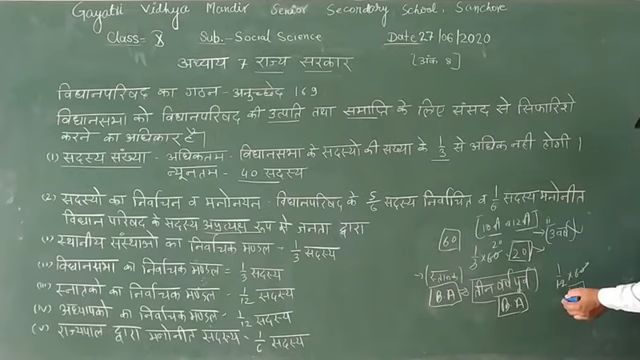 Gayatri Vidhya Mandir Senior Secondary School, Sanchore
Class- 8 Sub.- Social Science Date 27/06/2020
अध्याय 7 राज्य सरकार [अंक 8]
विधानपरिषद का गठन - अनुच्छेद 169
विधानसभा को विधानपरिषद की उत्पति तथा समाप्ति के लिए संसद से सिफारिशे
करने का अधिकार है।
(1) सदस्य संख्या - अधिकतम - विधानसभा के सदस्यो की संख्या के 1/3 से अधिक नही होगी।
न्यूनतम - 40 सदस्य
(2) सदस्यो का निर्वाचन व मनोनयन - विधानपरिषद के 5/6 सदस्य निर्वाचित व 1/6 सदस्य मनोनीत
विधान परिषद के सदस्य अप्रत्यक्ष रूप से जनता द्वारा
(i) स्थानीय संस्थाओ का निर्वाचक मण्डल - 1/3 सदस्य
(ii) विधानसभा का निर्वाचक मण्डल = 1/3 सदस्य
(iii) स्नातको का निर्वाचक मण्डल - 1/12 सदस्य
(iv) अध्यापको का निर्वाचक मण्डल - 1/12 सदस्य
(v) राज्यपाल द्वारा मनोनीत सदस्य - 1/6 सदस्य
60
20
B A
तीन वर्ष पूर्व
B A
1/12 × 60